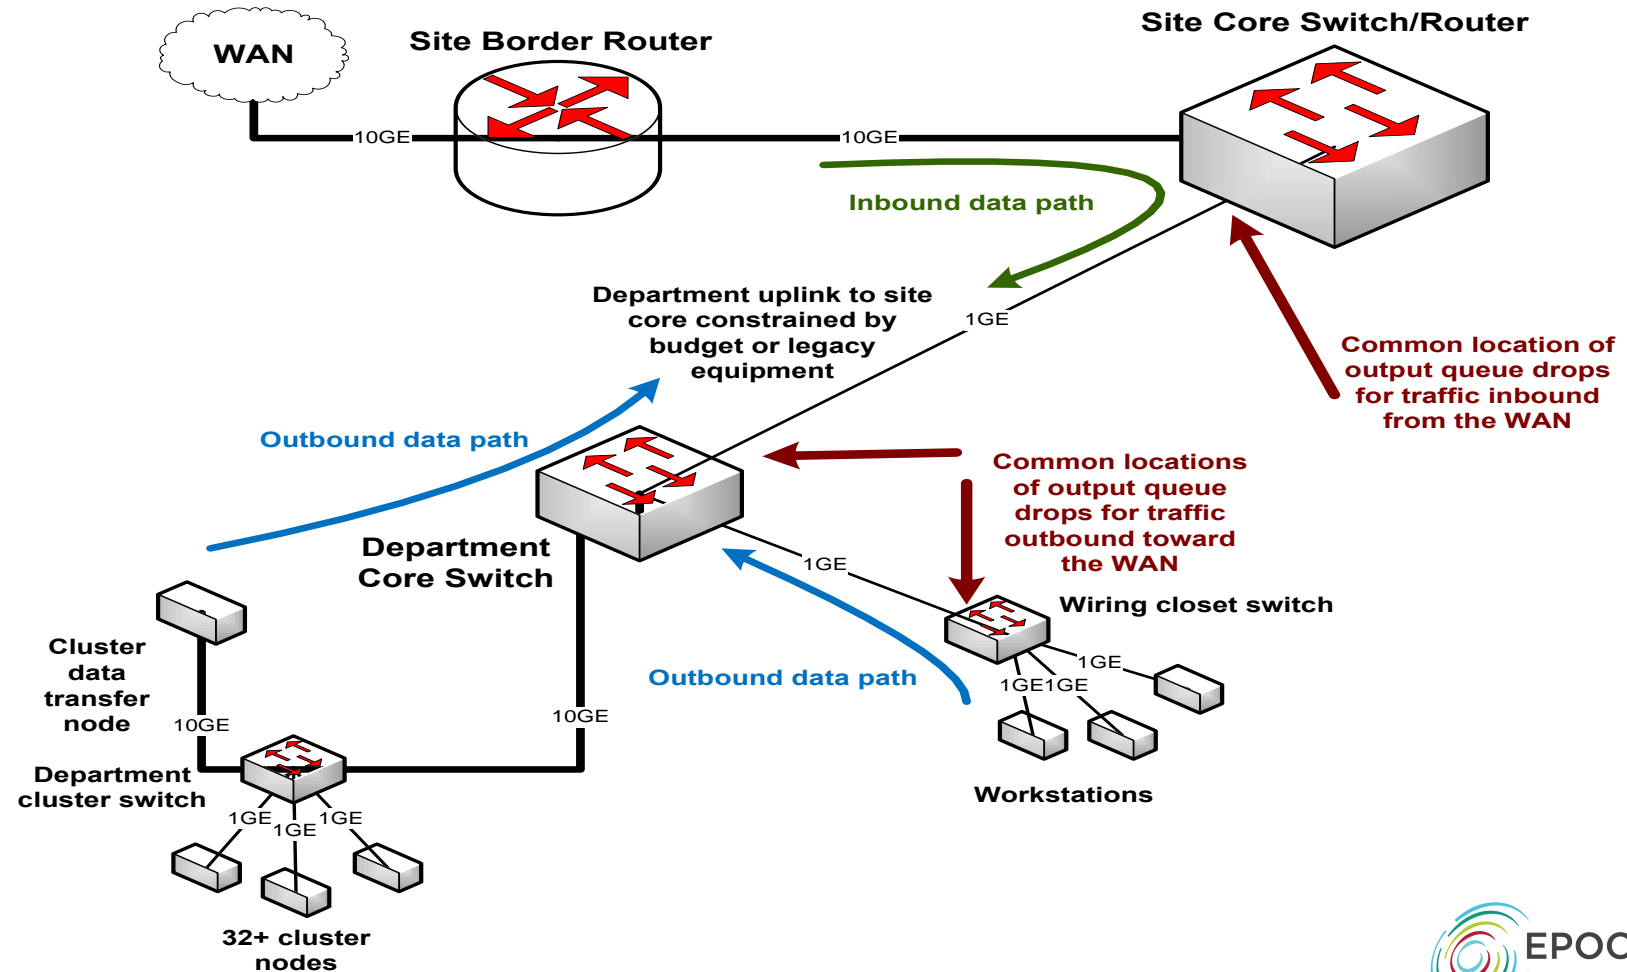 Site Core Switch/Router
Site Border Router
WAN
10GE
10GE
Inbound data path
Department uplink to site
core constrained by
budget or legacy
equipment
1GE
Common location of
output queue drops
for traffic inbound
from the WAN
Outbound data path
Common locations
of output queue
drops for traffic
outbound toward
the WAN
Department
Core Switch
1GE
Wiring closet switch
Cluster
data
transfer
node
10GE
Outbound data path
1GE
1GE
1GE
10GE
Department
cluster switch
Workstations
1GE
1GE
1GE
32+ cluster
nodes